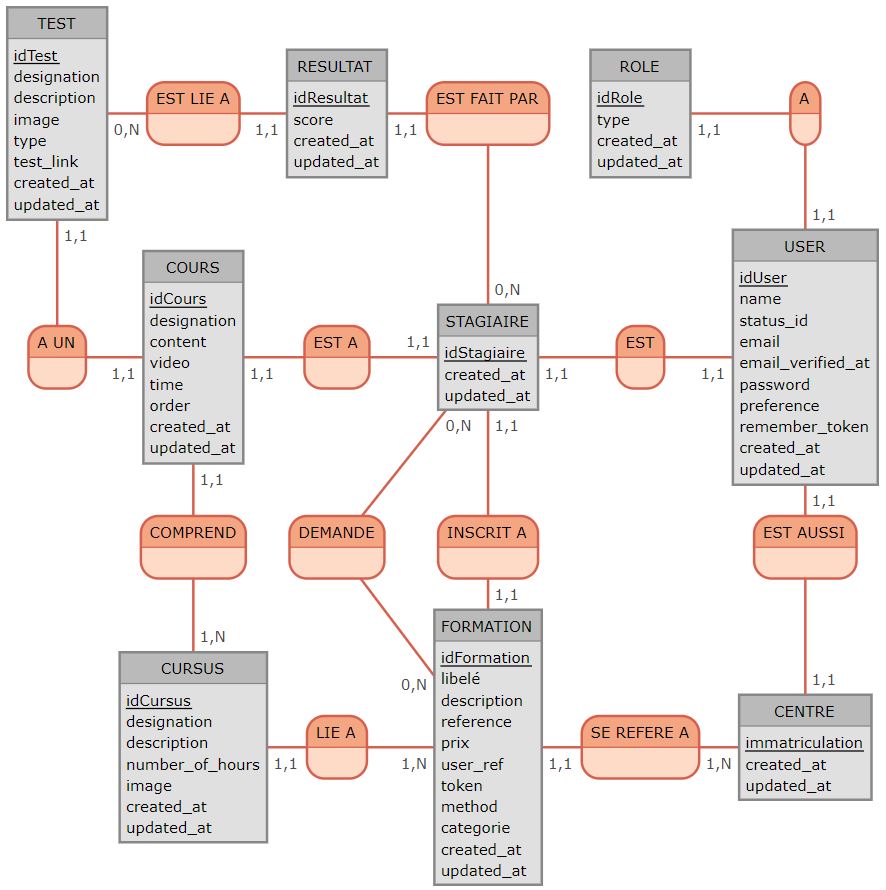 TEST
idTest
designation
description
image
type
test_link
created_at
updated_at
EST LIE A
0,N
1,1
RESULTAT
idResultat
score
created_at
updated_at
EST FAIT PAR
1,1
0,N
ROLE
idRole
type
created_at
updated_at
A
1,1
1,1
USER
idUser
name
status_id
email
email_verified_at
password
preference
remember_token
created_at
updated_at
1,1
A UN
1,1
COURS
idCours
designation
content
video
time
order
created_at
updated_at
EST A
1,1
1,1
STAGIAIRE
idStagiaire
created_at
updated_at
EST
1,1
1,1
1,1
COMPREND
1,N
0,N
DEMANDE
0,N
1,1
INSCRIT A
1,1
1,1
EST AUSSI
1,1
CURSUS
idCursus
designation
description
number_of_hours
image
created_at
updated_at
LIE A
1,1
1,N
FORMATION
idFormation
libelé
description
reference
prix
user_ref
token
method
categorie
created_at
updated_at
SE REFERE A
1,1
1,N
CENTRE
immatriculation
created_at
updated_at